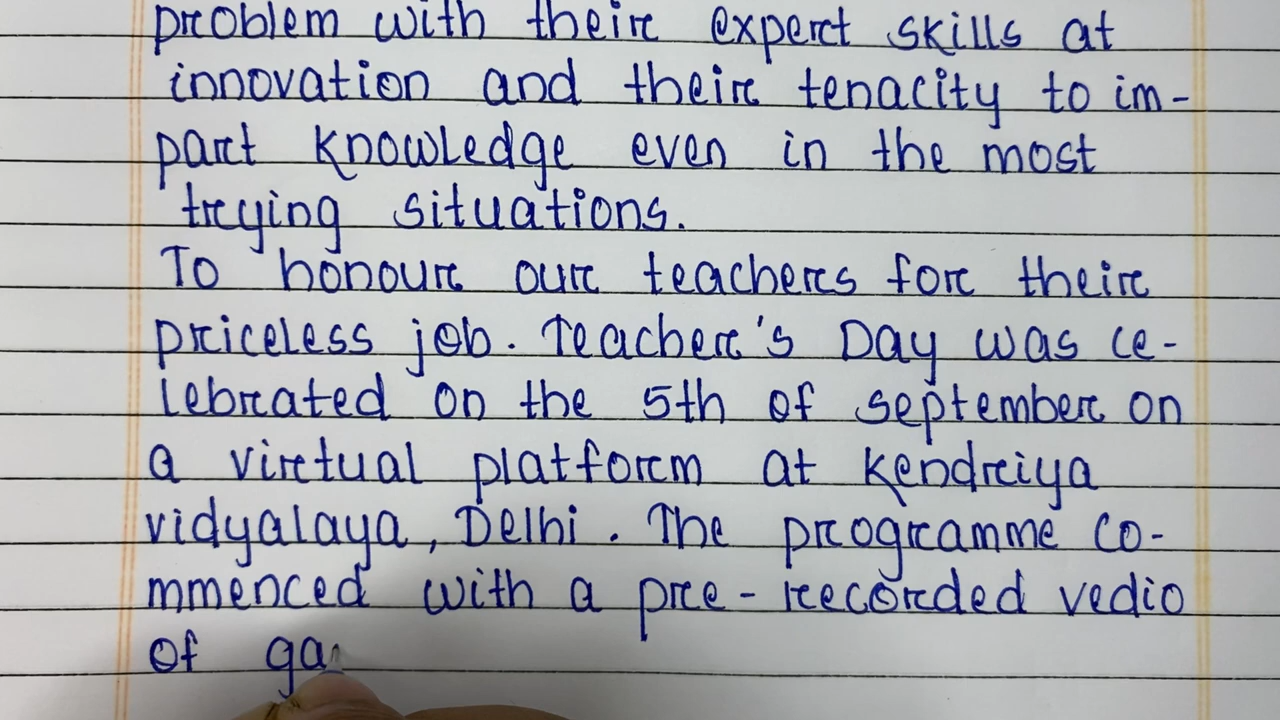 problem with their expert skills at
innovation and their tenacity to im-
part knowledge even in the most
trying situations.
To honour our teachers for their
priceless job. Teacher's Day was ce-
lebrated on the 5th of september on
a virtual platform at Kendriya
vidyalaya, Delhi. The programme co-
mmenced with a pre-recorded vedio
of